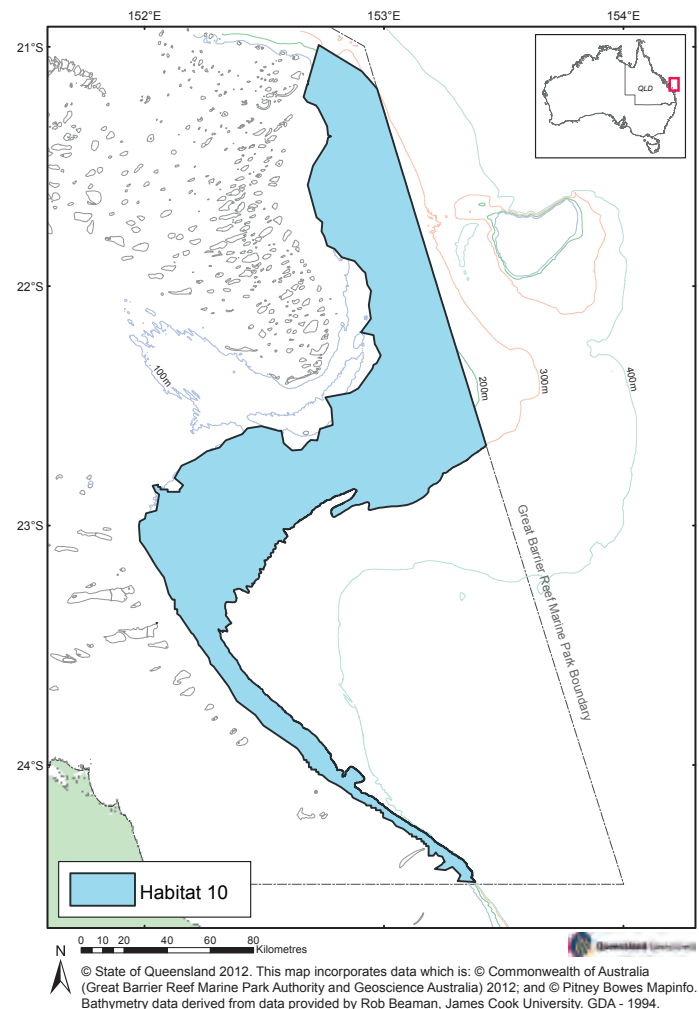 152°E 153°E 154°E
21°S
QLD
22°S
100m
200m
300m
400m
23°S
Great Barrier Reef Marine Park Boundary
24°S
Habitat 10
N
0 10 20 40 60 80
Kilometres
Queensland Government
© State of Queensland 2012. This map incorporates data which is: © Commonwealth of Australia
(Great Barrier Reef Marine Park Authority and Geoscience Australia) 2012; and © Pitney Bowes Mapinfo.
Bathymetry data derived from data provided by Rob Beaman, James Cook University. GDA - 1994.